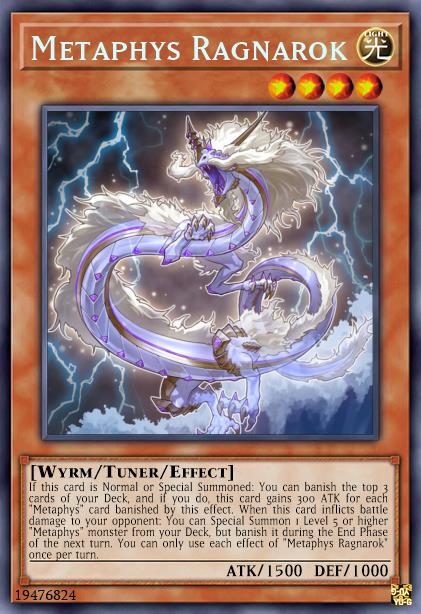 METAPHYS RAGNAROK
LIGHT
光
[WYRM/TUNER/EFFECT]
If this card is Normal or Special Summoned: You can banish the top 3
cards of your Deck, and if you do, this card gains 300 ATK for each
"Metaphys" card banished by this effect. When this card inflicts battle
damage to your opponent: You can Special Summon 1 Level 5 or higher
"Metaphys" monster from your Deck, but banish it during the End Phase
of the next turn. You can only use each effect of "Metaphys Ragnarok"
once per turn.
ATK/1500 DEF/1000
19476824